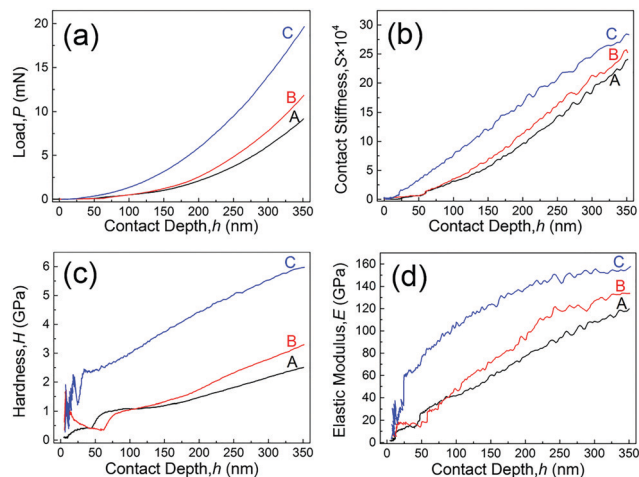 (a)
C
B
A
20
15
10
5
0
Load,P (mN)
0 50 100 150 200 250 300 350
Contact Depth,h (nm)
(b)
C
B
A
30
25
20
15
10
5
0
Contact Stiffness,S×10⁴
0 50 100 150 200 250 300 350
Contact Depth,h (nm)
(c)
C
B
A
6
5
4
3
2
1
0
Hardness,H (GPa)
0 50 100 150 200 250 300 350
Contact Depth,h (nm)
(d)
C
B
A
160
140
120
100
80
60
40
20
0
Elastic Modulus,E (GPa)
0 50 100 150 200 250 300 350
Contact Depth,h (nm)